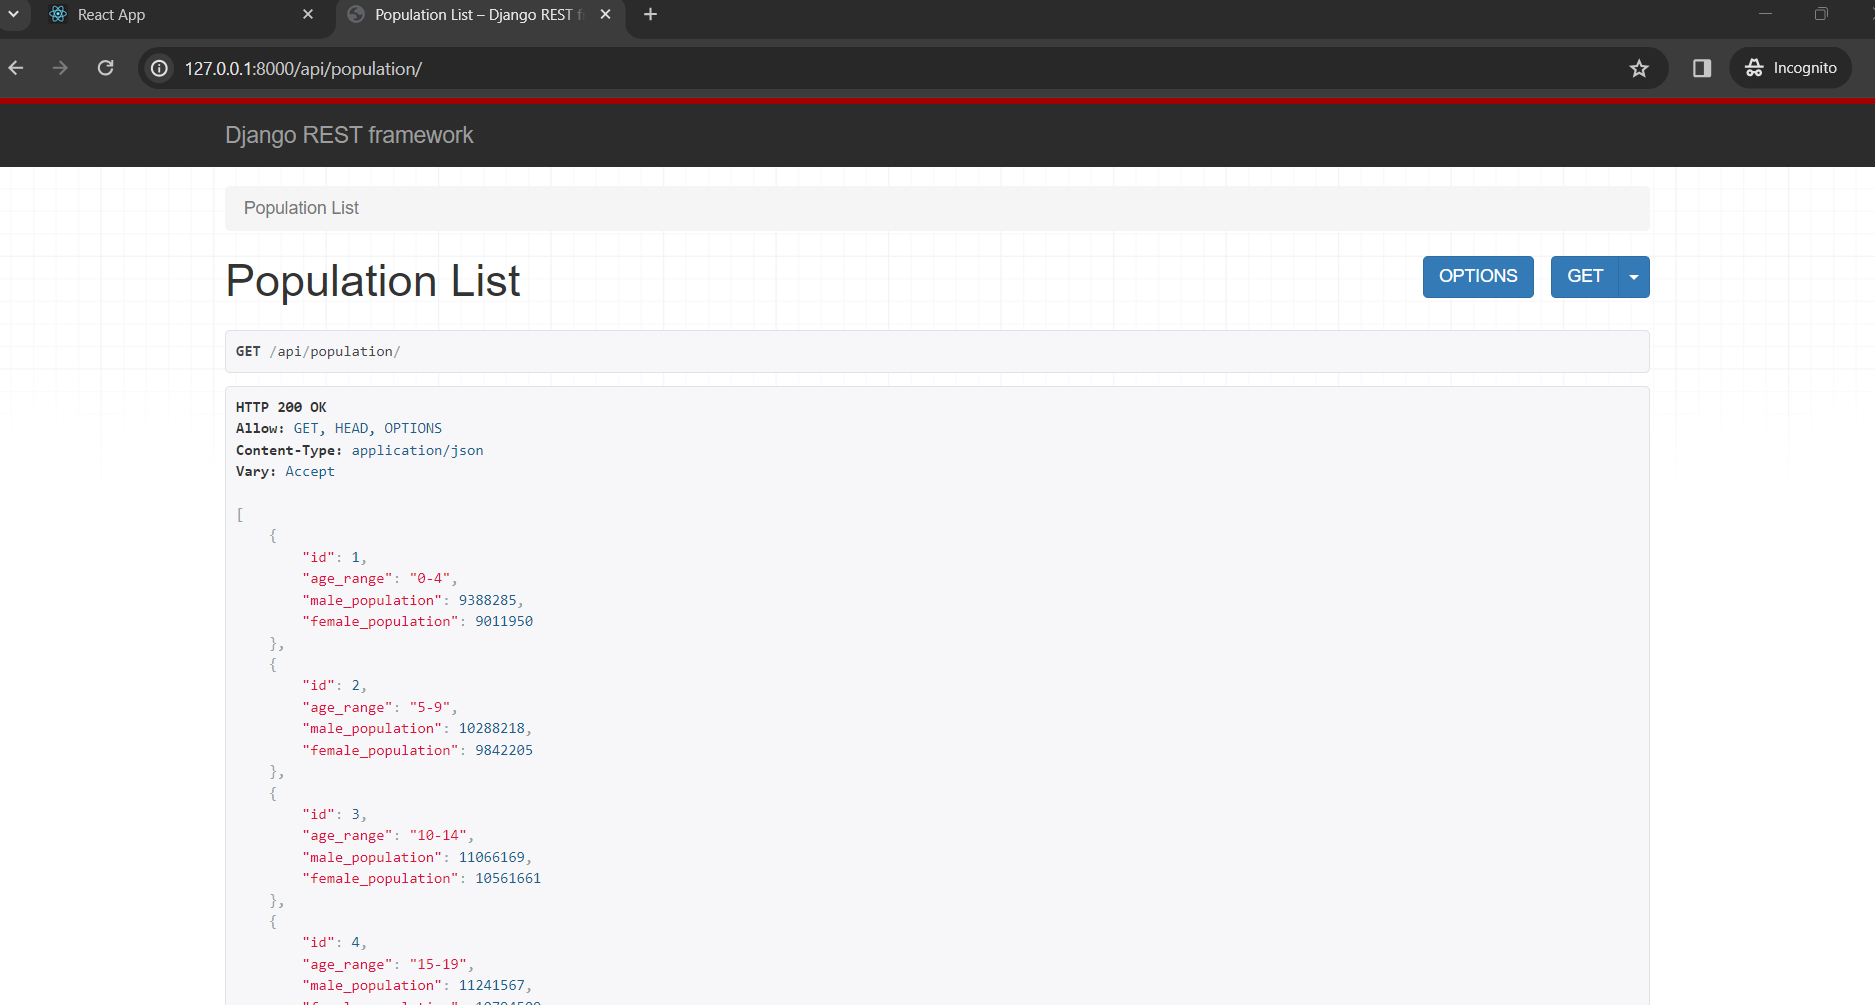 React App
Population List – Django REST f
127.0.0.1:8000/api/population/
Incognito
Django REST framework
Population List
Population List
OPTIONS
GET
GET /api/population/
HTTP 200 OK
Allow: GET, HEAD, OPTIONS
Content-Type: application/json
Vary: Accept
[
{
"id": 1,
"age_range": "0-4",
"male_population": 9388285,
"female_population": 9011950
},
{
"id": 2,
"age_range": "5-9",
"male_population": 10288218,
"female_population": 9842205
},
{
"id": 3,
"age_range": "10-14",
"male_population": 11066169,
"female_population": 10561661
},
{
"id": 4,
"age_range": "15-19",
"male_population": 11241567,